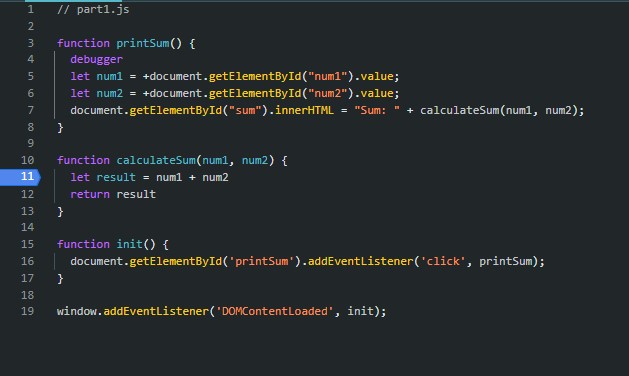 1 // part1.js
2
3 function printSum() {
4 debugger
5 let num1 = +document.getElementById("num1").value;
6 let num2 = +document.getElementById("num2").value;
7 document.getElementById("sum").innerHTML = "Sum: " + calculateSum(num1, num2);
8 }
9
10 function calculateSum(num1, num2) {
11 let result = num1 + num2
12 return result
13 }
14
15 function init() {
16 document.getElementById('printSum').addEventListener('click', printSum);
17 }
18
19 window.addEventListener('DOMContentLoaded', init);